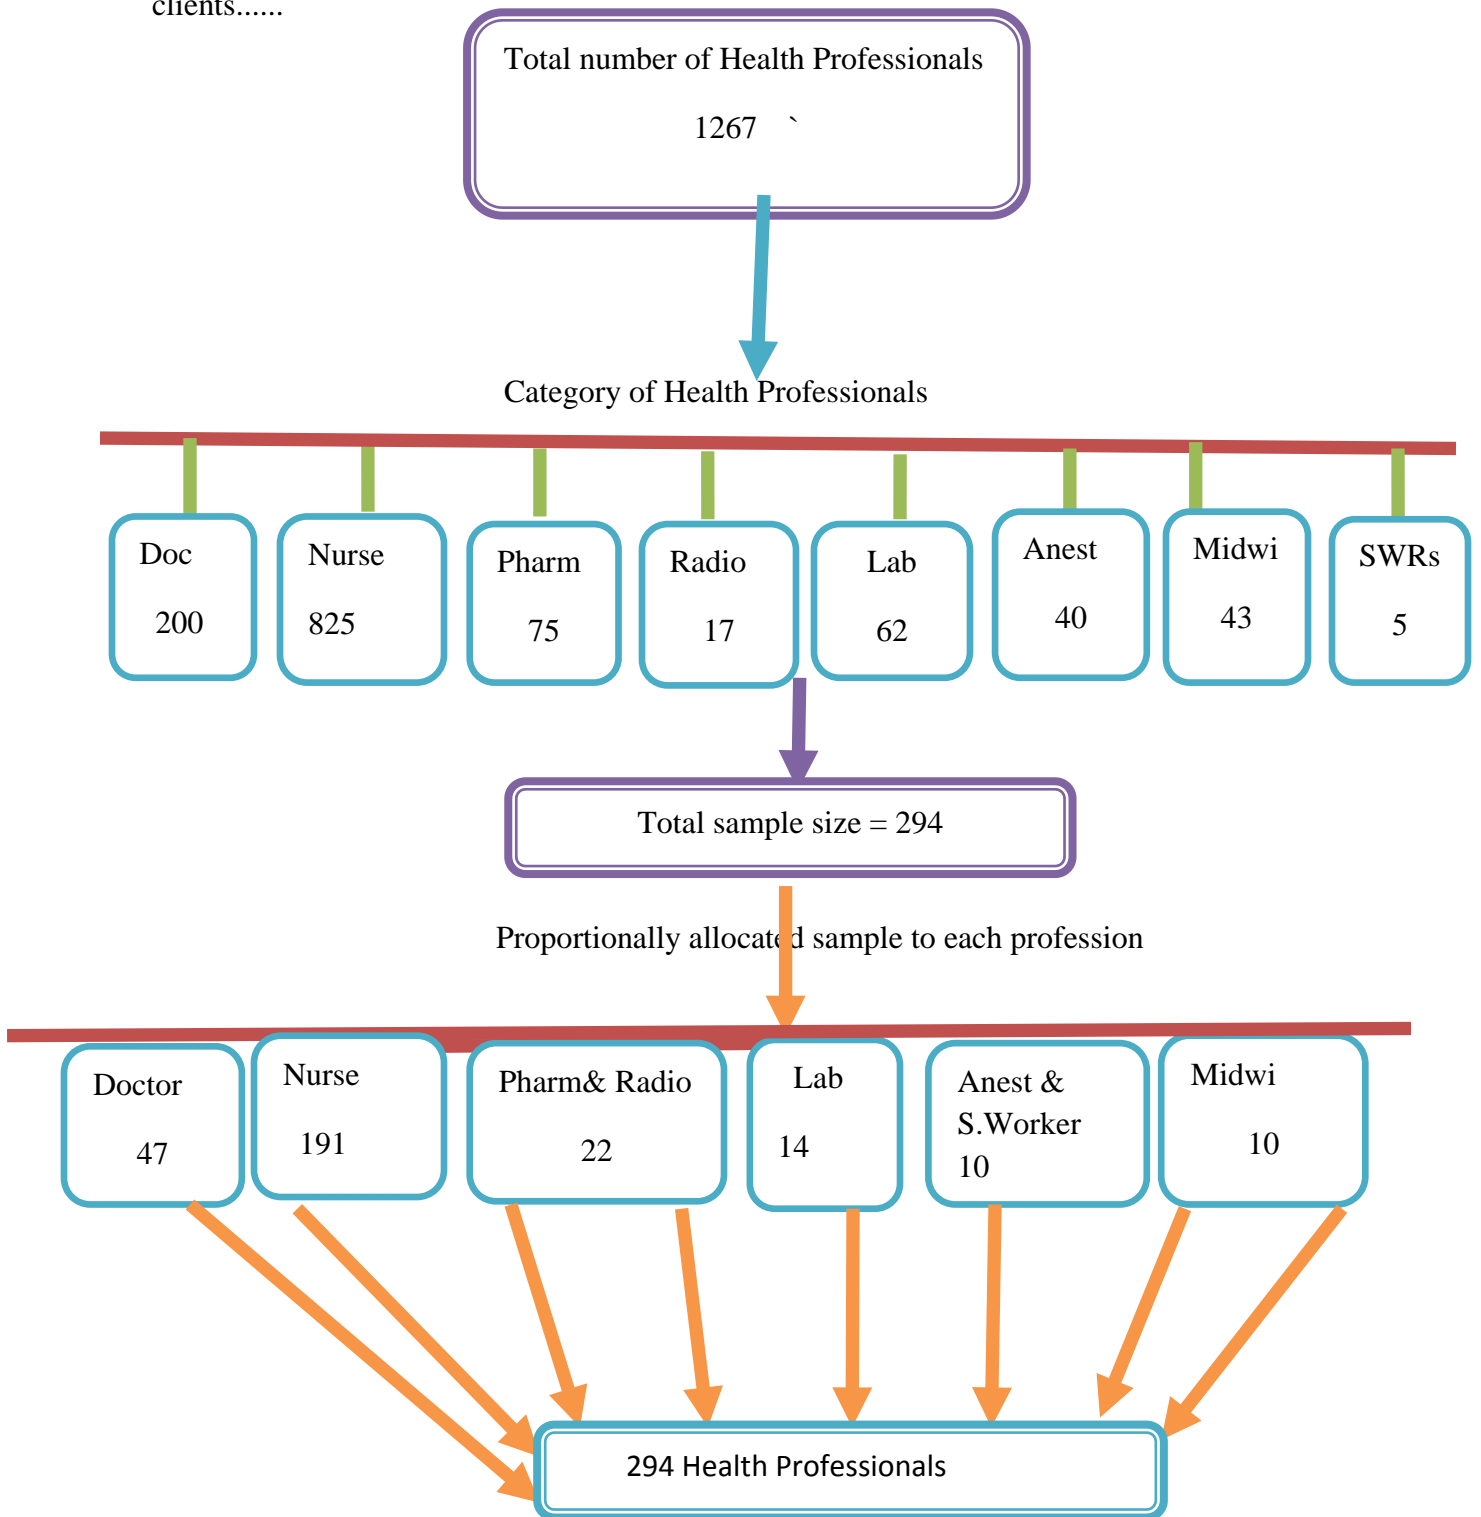 clients......
Total number of Health Professionals
1267 `
Category of Health Professionals
Doc
200
Nurse
825
Pharm
75
Radio
17
Lab
62
Anest
40
Midwi
43
SWRs
5
Total sample size = 294
Proportionally allocated sample to each profession
Doctor
47
Nurse
191
Pharm& Radio
22
Lab
14
Anest &
S.Worker
10
Midwi
10
294 Health Professionals